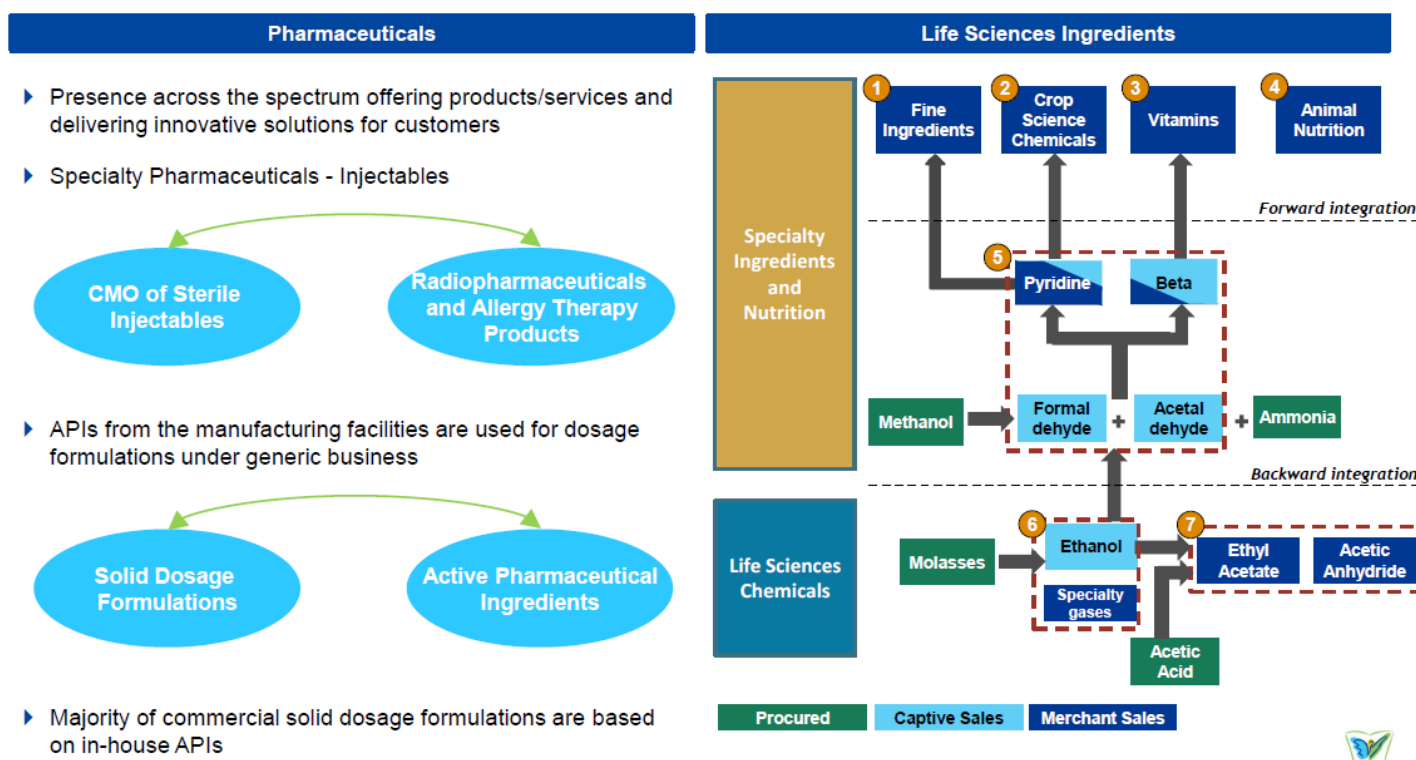 Pharmaceuticals
Presence across the spectrum offering products/services and
delivering innovative solutions for customers
Specialty Pharmaceuticals - Injectables
CMO of Sterile
Injectables
Radiopharmaceuticals
and Allergy Therapy
Products
APIs from the manufacturing facilities are used for dosage
formulations under generic business
Solid Dosage
Formulations
Active Pharmaceutical
Ingredients
Majority of commercial solid dosage formulations are based
on in-house APIs
Life Sciences Ingredients
Specialty
Ingredients
and
Nutrition
1
Fine
Ingredients
2
Crop
Science
Chemicals
3
Vitamins
4
Animal
Nutrition
Forward integration
5
Pyridine
Beta
Methanol
Formal
dehyde
+
Acetal
dehyde
+
Ammonia
Backward integration
Life Sciences
Chemicals
Molasses
6
Ethanol
Specialty
gases
7
Ethyl
Acetate
Acetic
Anhydride
Acetic
Acid
Procured
Captive Sales
Merchant Sales